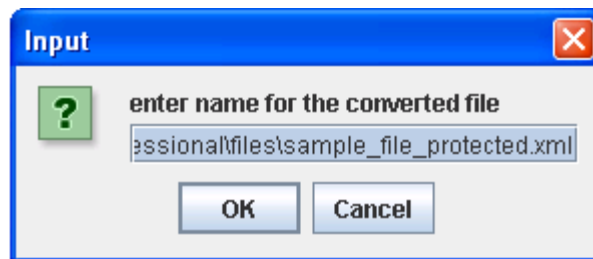 Input
?
enter name for the converted file
essional\files\sample_file_protected.xml
OK Cancel